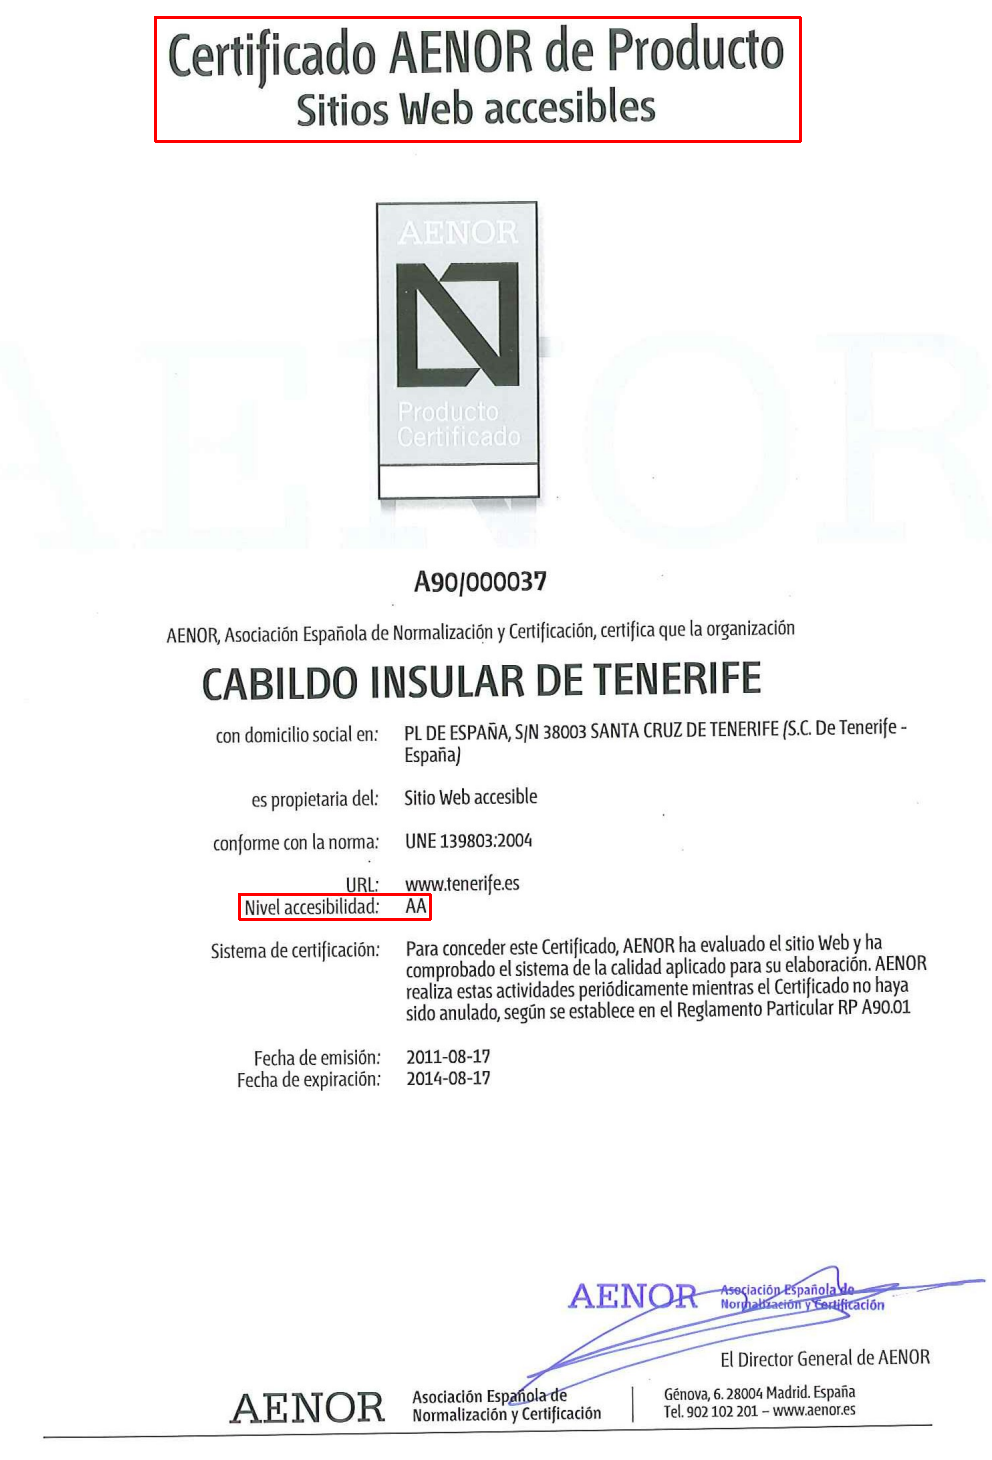 Certificado AENOR de Producto
Sitios Web accesibles
AENOR
Producto
Certificado
AENOR
A90/000037
AENOR, Asociación Española de Normalización y Certificación, certifica que la organización
CABILDO INSULAR DE TENERIFE
con domicilio social en: PL DE ESPAÑA, S/N 38003 SANTA CRUZ DE TENERIFE (S.C. De Tenerife -
España)
es propietaria del: Sitio Web accesible
conforme con la norma: UNE 139803:2004
URL: www.tenerife.es
Nivel accesibilidad: AA
Sistema de certificación: Para conceder este Certificado, AENOR ha evaluado el sitio Web y ha
comprobado el sistema de la calidad aplicado para su elaboración. AENOR
realiza estas actividades periódicamente mientras el Certificado no haya
sido anulado, según se establece en el Reglamento Particular RP A90.01
Fecha de emisión: 2011-08-17
Fecha de expiración: 2014-08-17
AENOR Asociación Española de
Normalización y Certificación
El Director General de AENOR
AENOR Asociación Española de
Normalización y Certificación
Génova, 6. 28004 Madrid. España
Tel. 902 102 201 – www.aenor.es